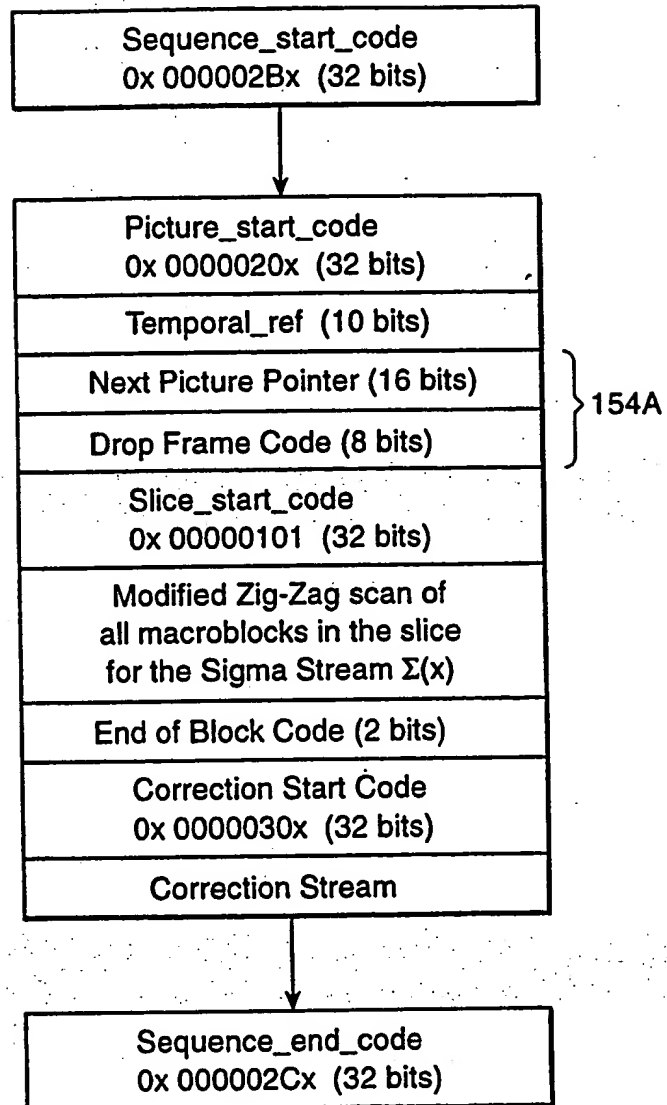 Sequence_start_code
0x 000002Bx (32 bits)
Picture_start_code
0x 0000020x (32 bits)
Temporal_ref (10 bits)
Next Picture Pointer (16 bits)
154A
Drop Frame Code (8 bits)
Slice_start_code
0x 00000101 (32 bits)
Modified Zig-Zag scan of
all macroblocks in the slice
for the Sigma Stream Σ(x)
End of Block Code (2 bits)
Correction Start Code
0x 0000030x (32 bits)
Correction Stream
Sequence_end_code
0x 000002Cx (32 bits)